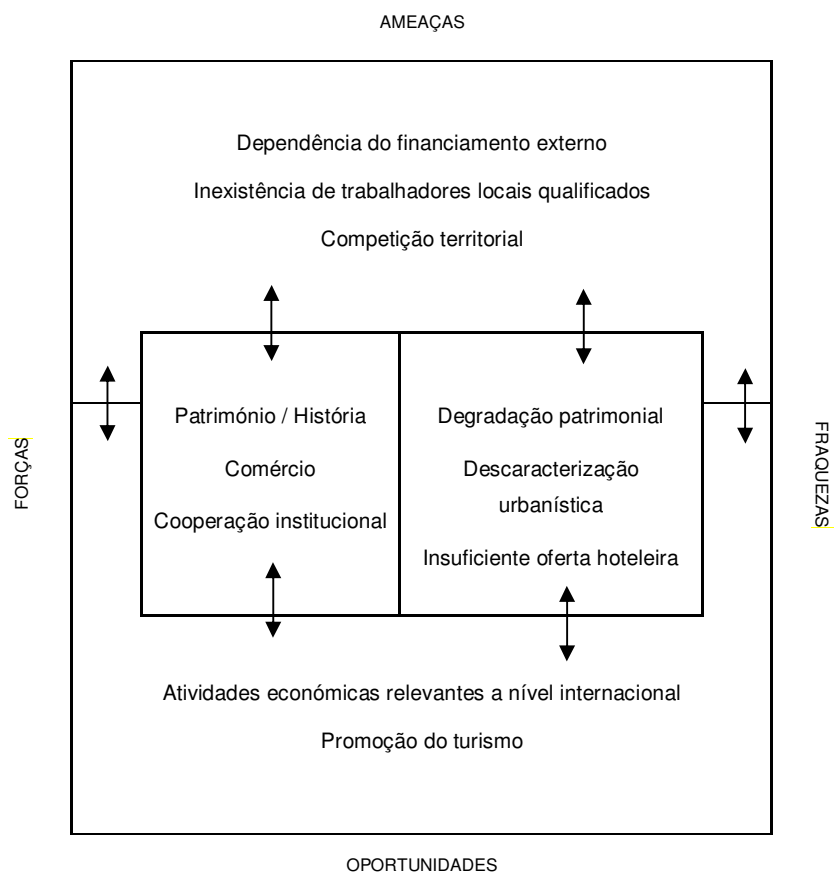 AMEAÇAS
Dependência do financiamento externo
Inexistência de trabalhadores locais qualificados
Competição territorial
FORÇAS
Património / História
Comércio
Cooperação institucional
Degradação patrimonial
Descaracterização
urbanística
Insuficiente oferta hoteleira
FRAQUEZAS
Atividades económicas relevantes a nível internacional
Promoção do turismo
OPORTUNIDADES